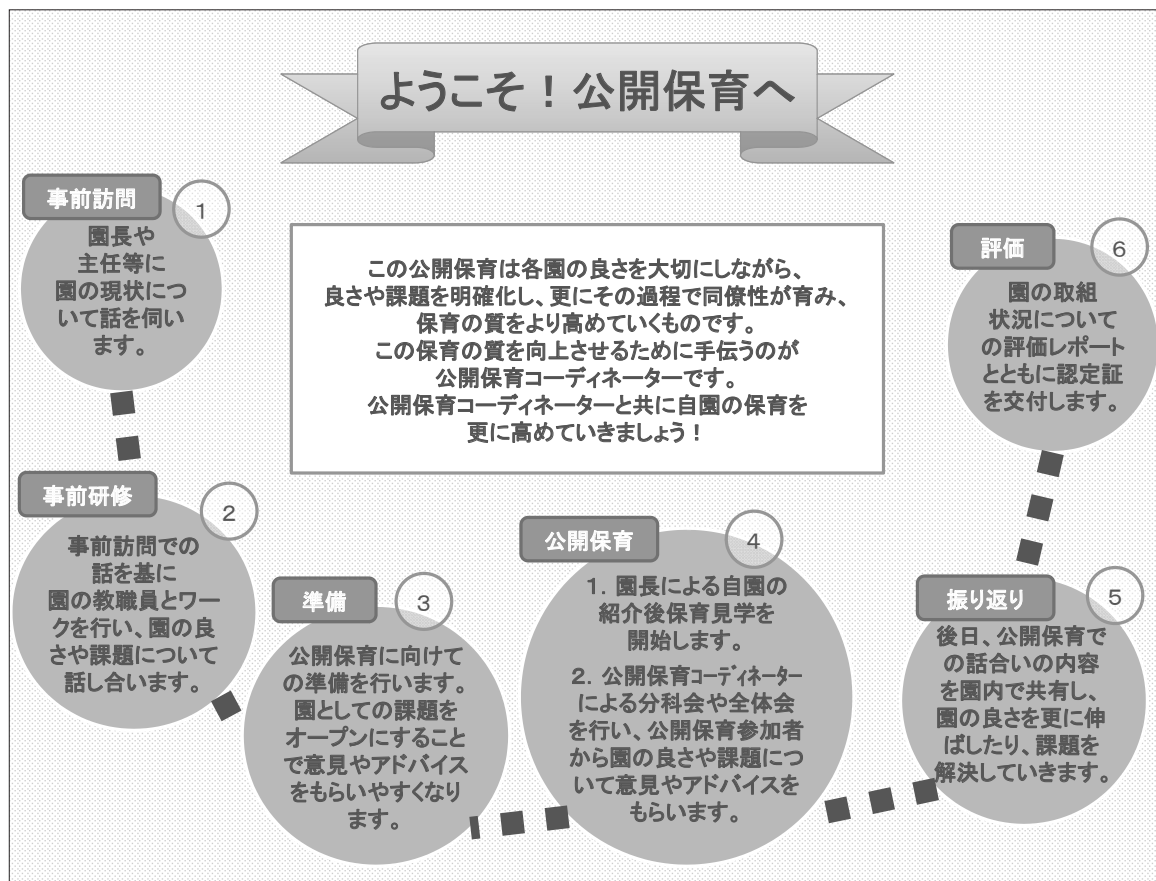 ようこそ！公開保育へ
事前訪問
1
園長や
主任等に
園の現状につ
いて話を伺い
ます。
この公開保育は各園の良さを大切にしながら、
良さや課題を明確化し、更にその過程で同僚性が育み、
保育の質をより高めていくものです。
この保育の質を向上させるために手伝うのが
公開保育コーディネーターです。
公開保育コーディネーターと共に自園の保育を
更に高めていきましょう！
事前研修
2
事前訪問での
話を基に
園の教職員とワー
クを行い、園の良
さや課題について
話し合います。
準備
3
公開保育に向けて
の準備を行います。
園としての課題を
オープンにすること
で意見やアドバイス
をもらいやすくなり
ます。
公開保育
4
1．園長による自園の
紹介後保育見学を
開始します。
2．公開保育ｺｰﾃﾞｨﾈｰﾀｰ
による分科会や全体会
を行い、公開保育参加者
から園の良さや課題につ
いて意見やアドバイスを
もらいます。
振り返り
5
後日、公開保育で
の話合いの内容
を園内で共有し、
園の良さを更に伸
ばしたり、課題を
解決していきます。
評価
6
園の取組
状況について
の評価レポート
とともに認定証
を交付します。